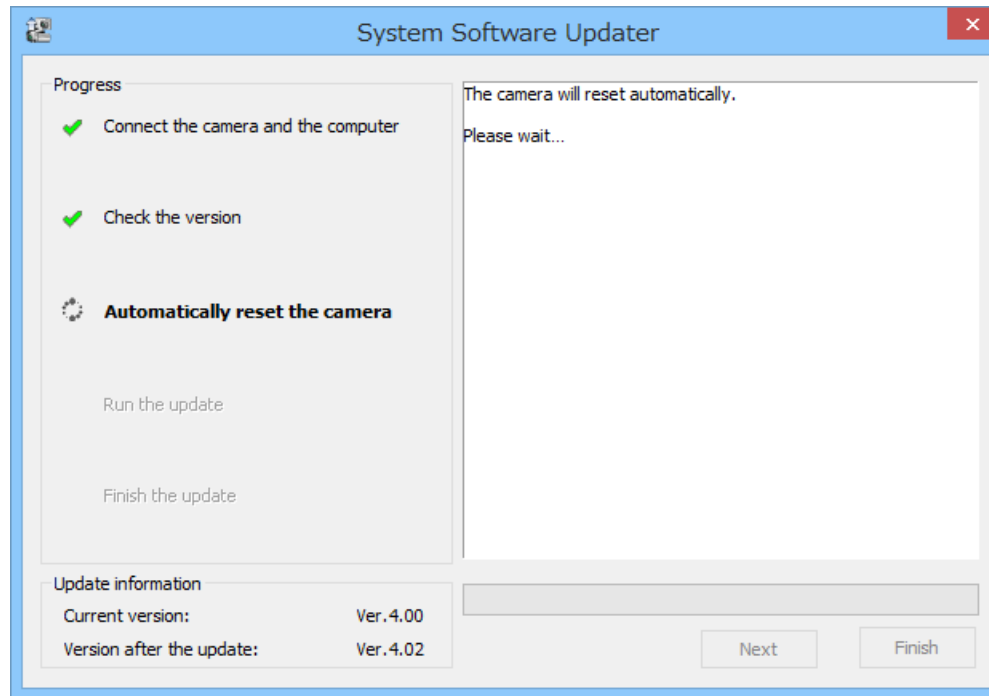 System Software Updater
Progress
Connect the camera and the computer
Check the version
Automatically reset the camera
Run the update
Finish the update
The camera will reset automatically.
Please wait...
Update information
Current version: Ver.4.00
Version after the update: Ver.4.02
Next Finish